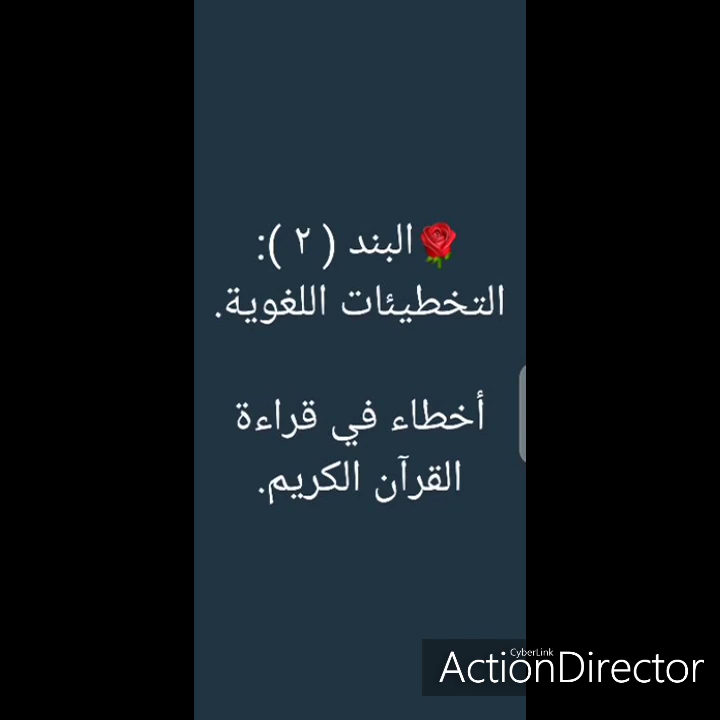 🌹البند ( ٢ ):
التخطيئات اللغوية.
أخطاء في قراءة
القرآن الكريم.
CyberLink
ActionDirector